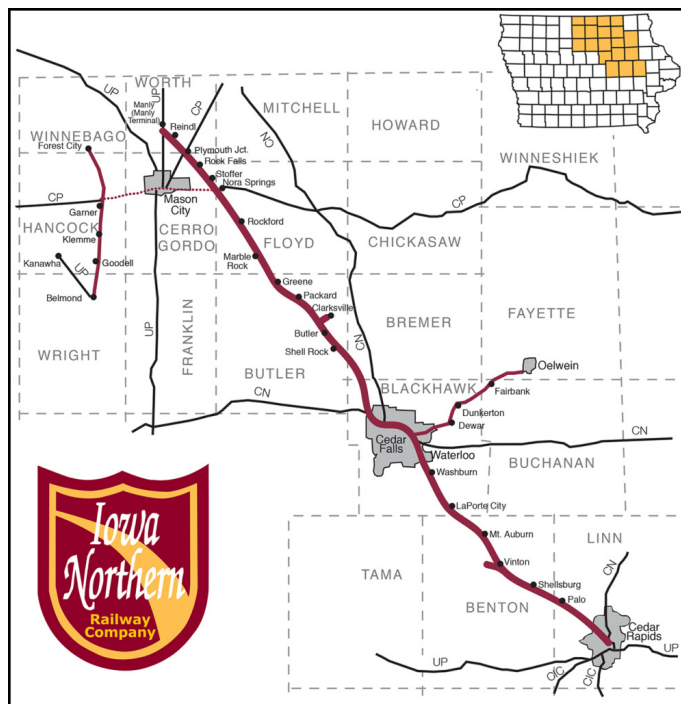 WORTH
UP
UP
CP
MITCHELL
CN
HOWARD
WINNESHIEK
Manly
(Manly
Terminal)
Reindl
WINNEBAGO
Forest City
Plymouth Jct.
Rock Falls
Stoffer
Nora Springs
CP
Mason
City
CP
Garner
HANCOCK
Klemme
CERRO
GORDO
Rockford
FLOYD
CHICKASAW
Kanawha
UP
Goodell
Marble
Rock
Belmond
Greene
Packard
Clarksville
FRANKLIN
UP
Butler
Shell Rock
CN
BREMER
FAYETTE
WRIGHT
BUTLER
CN
BLACKHAWK
Oelwein
Fairbank
Dunkerton
Dewar
Cedar
Falls
Waterloo
CN
Washburn
BUCHANAN
LaPorte City
Mt. Auburn
LINN
CN
TAMA
Vinton
Shellsburg
BENTON
Palo
Cedar
Rapids
UP
UP
CIC
CIC
Iowa
Northern
Railway
Company